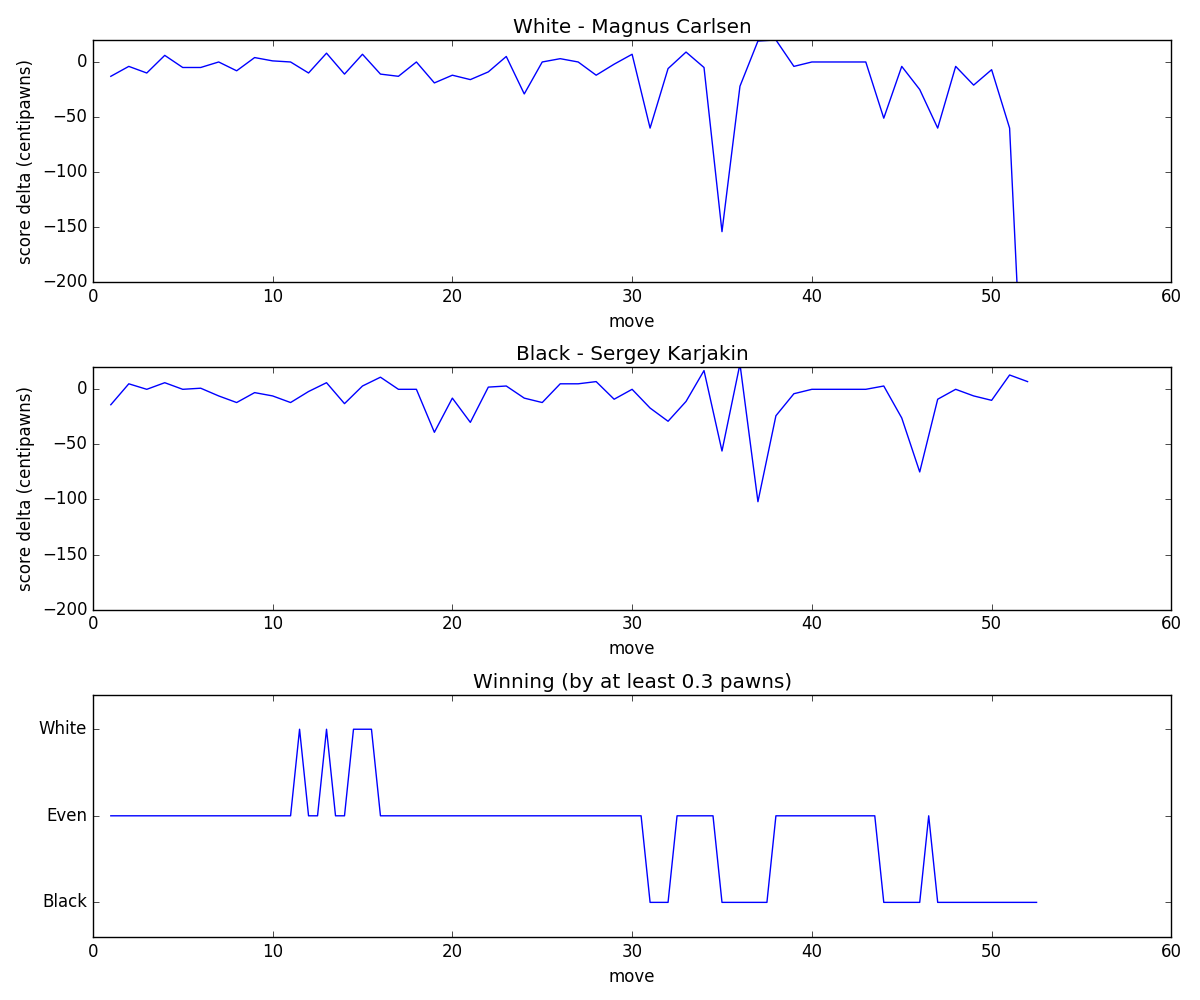 White - Magnus Carlsen
score delta (centipawns)
0
−50
−100
−150
−200
0 10 20 30 40 50 60
move
Black - Sergey Karjakin
score delta (centipawns)
0
−50
−100
−150
−200
0 10 20 30 40 50 60
move
Winning (by at least 0.3 pawns)
White
Even
Black
0 10 20 30 40 50 60
move